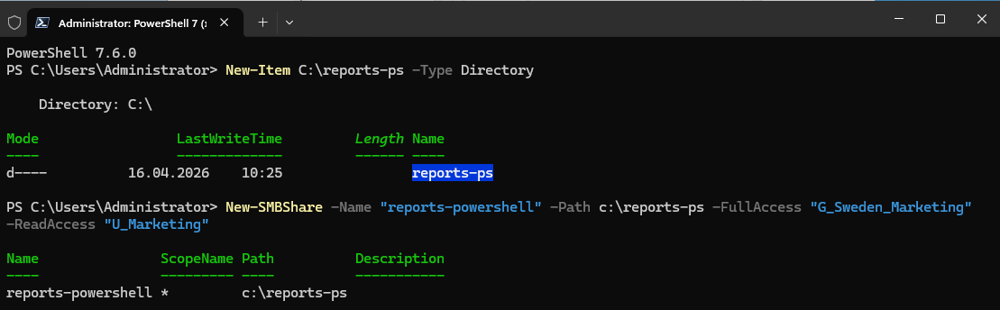 Administrator: PowerShell 7 (
PowerShell 7.6.0
PS C:\Users\Administrator> New-Item C:\reports-ps -Type Directory
Directory: C:\
Mode LastWriteTime Length Name
---- ------------- ------ ----
d---- 16.04.2026 10:25 reports-ps
PS C:\Users\Administrator> New-SMBShare -Name "reports-powershell" -Path c:\reports-ps -FullAccess "G_Sweden_Marketing"
-ReadAccess "U_Marketing"
Name ScopeName Path Description
---- --------- ---- -----------
reports-powershell * c:\reports-ps